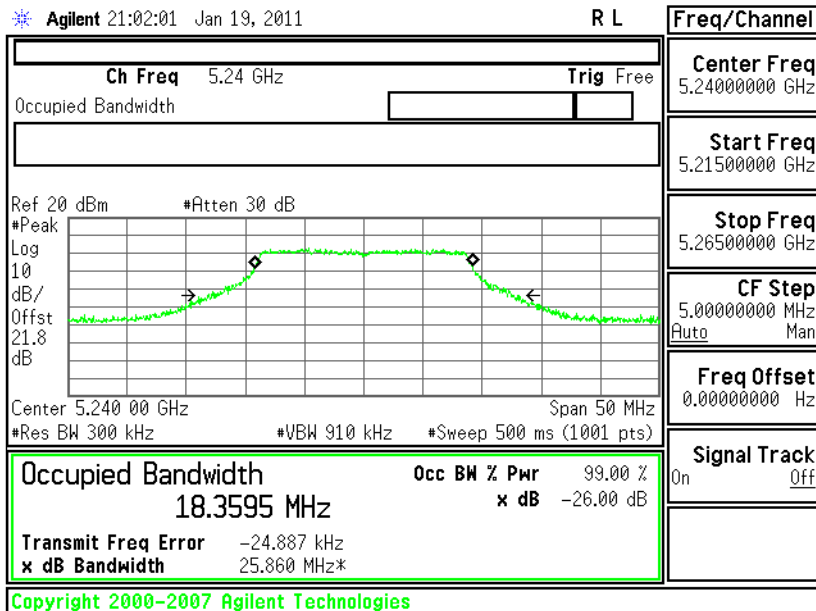 Agilent 21:02:01 Jan 19, 2011 R L
Ch Freq 5.24 GHz Trig Free
Occupied Bandwidth
Ref 20 dBm #Atten 30 dB
#Peak
Log
10
dB/
Offst
21.8
dB
Center 5.240 00 GHz Span 50 MHz
#Res BW 300 kHz #VBW 910 kHz #Sweep 500 ms (1001 pts)
Occupied Bandwidth
18.3595 MHz
Occ BW % Pwr 99.00 %
x dB -26.00 dB
Transmit Freq Error -24.887 kHz
x dB Bandwidth 25.860 MHz*
Copyright 2000-2007 Agilent Technologies
Freq/Channel
Center Freq
5.24000000 GHz
Start Freq
5.21500000 GHz
Stop Freq
5.26500000 GHz
CF Step
5.00000000 MHz
Auto Man
Freq Offset
0.00000000 Hz
Signal Track
On Off